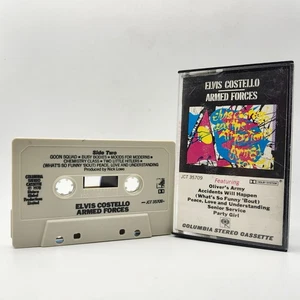 Side Two
GOON SQUAD • BUSY BODIES • MOODS FOR MODERNS •
CHEMISTRY CLASS • TWO LITTLE HITLERS •
(WHAT'S SO FUNNY 'BOUT) PEACE, LOVE AND UNDERSTANDING
Produced by Nick Lowe
JCT 35709
ELVIS COSTELLO
ARMED FORCES
ELVIS COSTELLO
ARMED FORCES
JCT 35709
Featuring
Oliver's Army
Accidents Will Happen
(What's So Funny 'Bout)
Peace, Love and Understanding
Senior Service
Party Girl
COLUMBIA STEREO CASSETTE